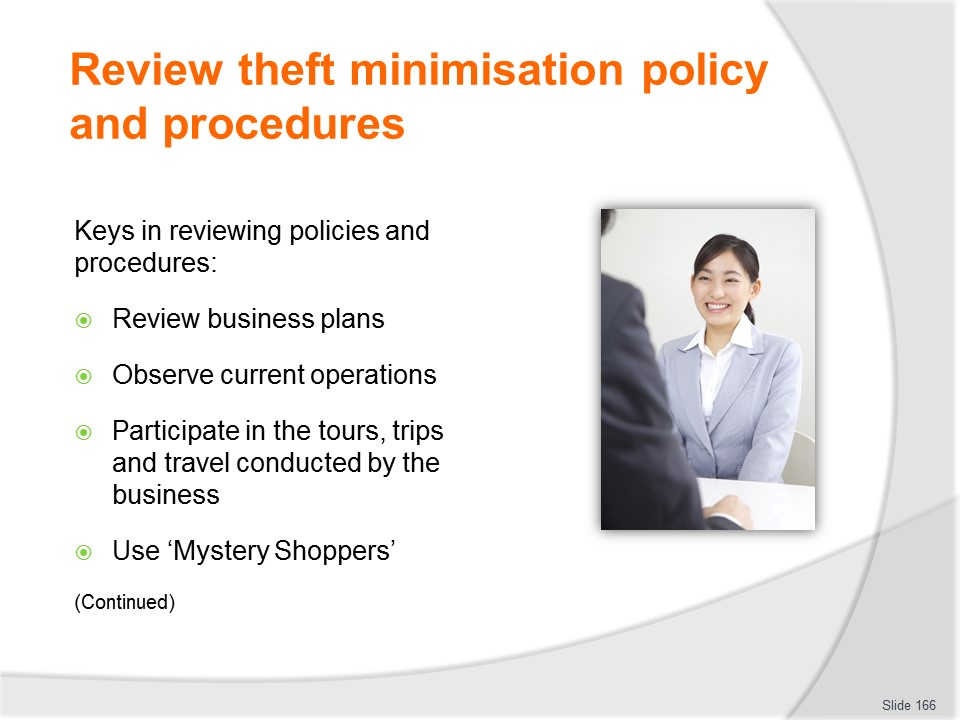 Review theft minimisation policy
and procedures
Keys in reviewing policies and
procedures:
Review business plans
Observe current operations
Participate in the tours, trips
and travel conducted by the
business
Use ‘Mystery Shoppers’
(Continued)
Slide 166